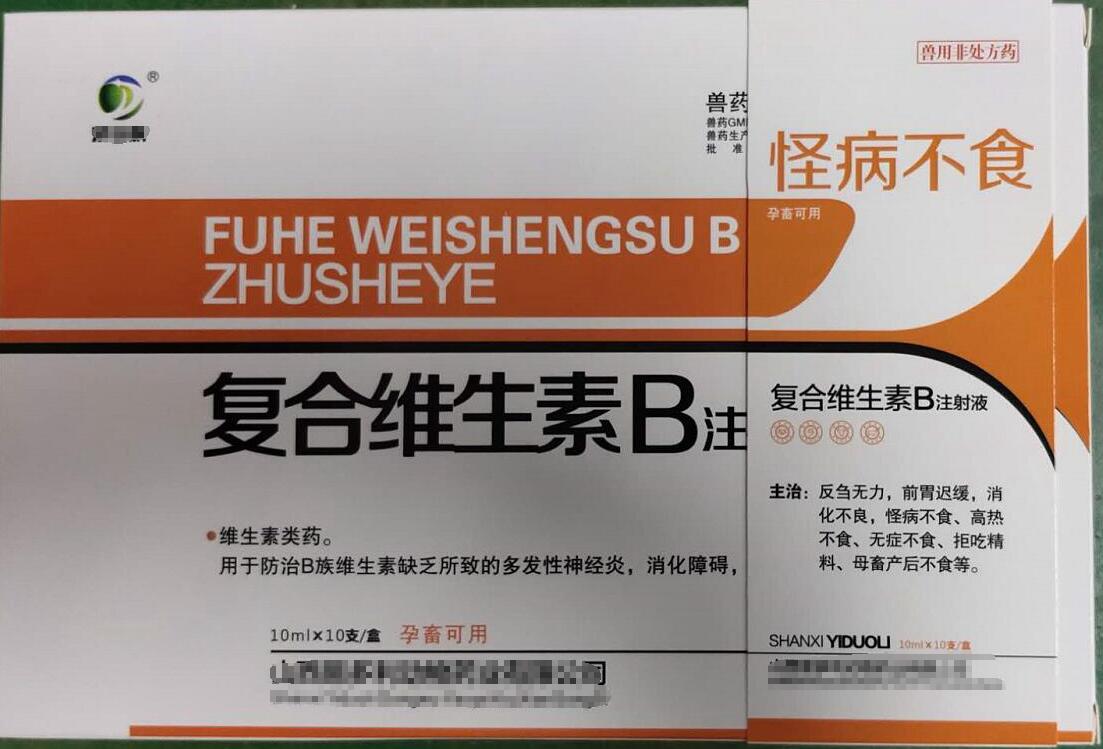 ®
兽药
兽药GM
兽药生产
批 准
FUHE WEISHENGSU B
ZHUSHEYE
复合维生素B注
维生素类药。
用于防治B族维生素缺乏所致的多发性神经炎，消化障碍，
10ml×10支/盒 孕畜可用
兽用非处方药
怪病不食
孕畜可用
复合维生素B注射液
主治：反刍无力，前胃迟缓，消
化不良，怪病不食、高热
不食、无症不食、拒吃精
料、母畜产后不食等。
SHANXI YIDUOLI 10ml×10支/盒